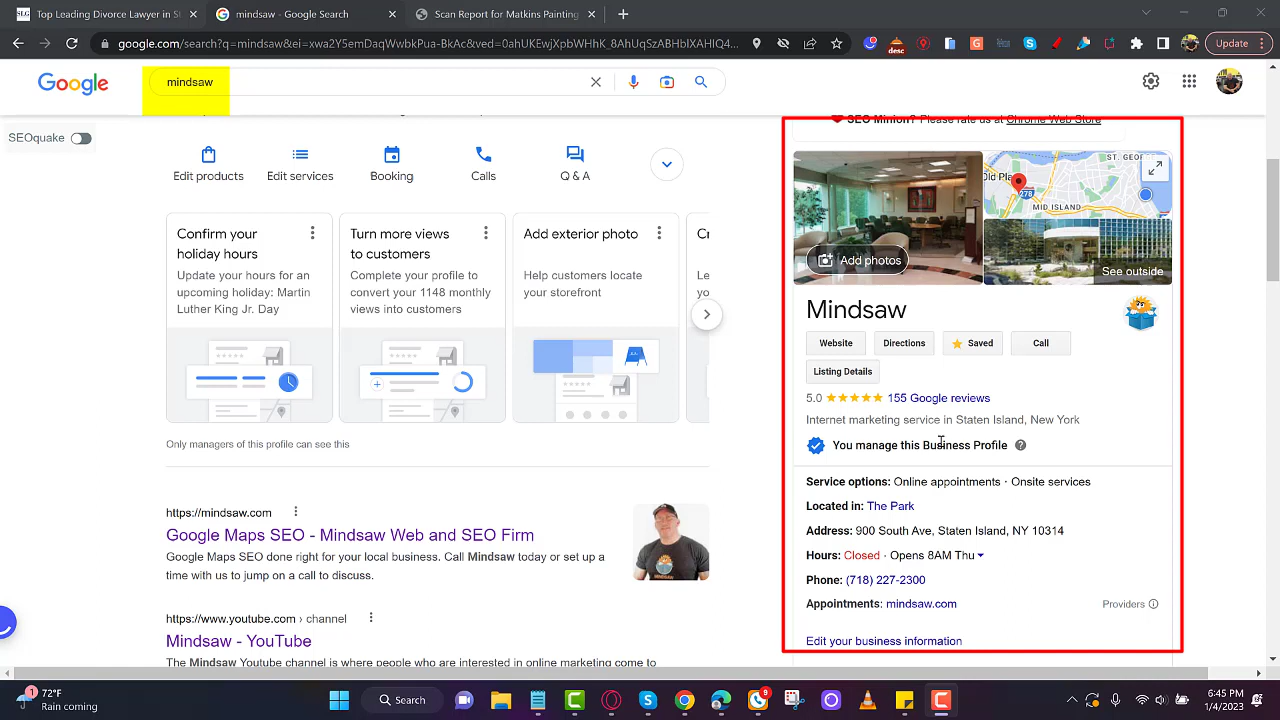 Top Divorce Lawyer in S
mindsaw - Google Search
Scan Report for Matkins Painting
google.com/search?q=mindsaw&ei=xwa2Y5emDaqWwbkPua-BkAc&ved=0ahUKEwjXpbWHhK_8AhUqSzABHblXAHIQ4...
desc
Update
Google
mindsaw
SEOquake
SEO Minion? Please rate us at Chrome Web Store
Edit products
Edit services
Booking
Calls
Q & A
Confirm your
holiday hours
Update your hours for an
upcoming holiday: Martin
Luther King Jr. Day
Turn more views
to customers
Complete your profile to
convert your 1148 monthly
views into customers
Add exterior photo
Help customers locate
your storefront
Only managers of this profile can see this
https://mindsaw.com
Google Maps SEO - Mindsaw Web and SEO Firm
Google Maps SEO done right for your local business. Call Mindsaw today or set up a
time with us to jump on a call to discuss.
https://www.youtube.com › channel
Mindsaw - YouTube
The Mindsaw Youtube channel is where people who are interested in online marketing come to
Add photos
ST. GEO
Old Pla
278
MID ISLAND
See outside
Mindsaw
Website
Directions
Saved
Call
Listing Details
5.0 155 Google reviews
Internet marketing service in Staten Island, New York
You manage this Business Profile
Service options: Online appointments · Onsite services
Located in: The Park
Address: 900 South Ave, Staten Island, NY 10314
Hours: Closed · Opens 8AM Thu
Phone: (718) 227-2300
Appointments: mindsaw.com
Providers
Edit your business information
1
72°F
Rain coming
Search
9
6:45 PM
1/4/2023